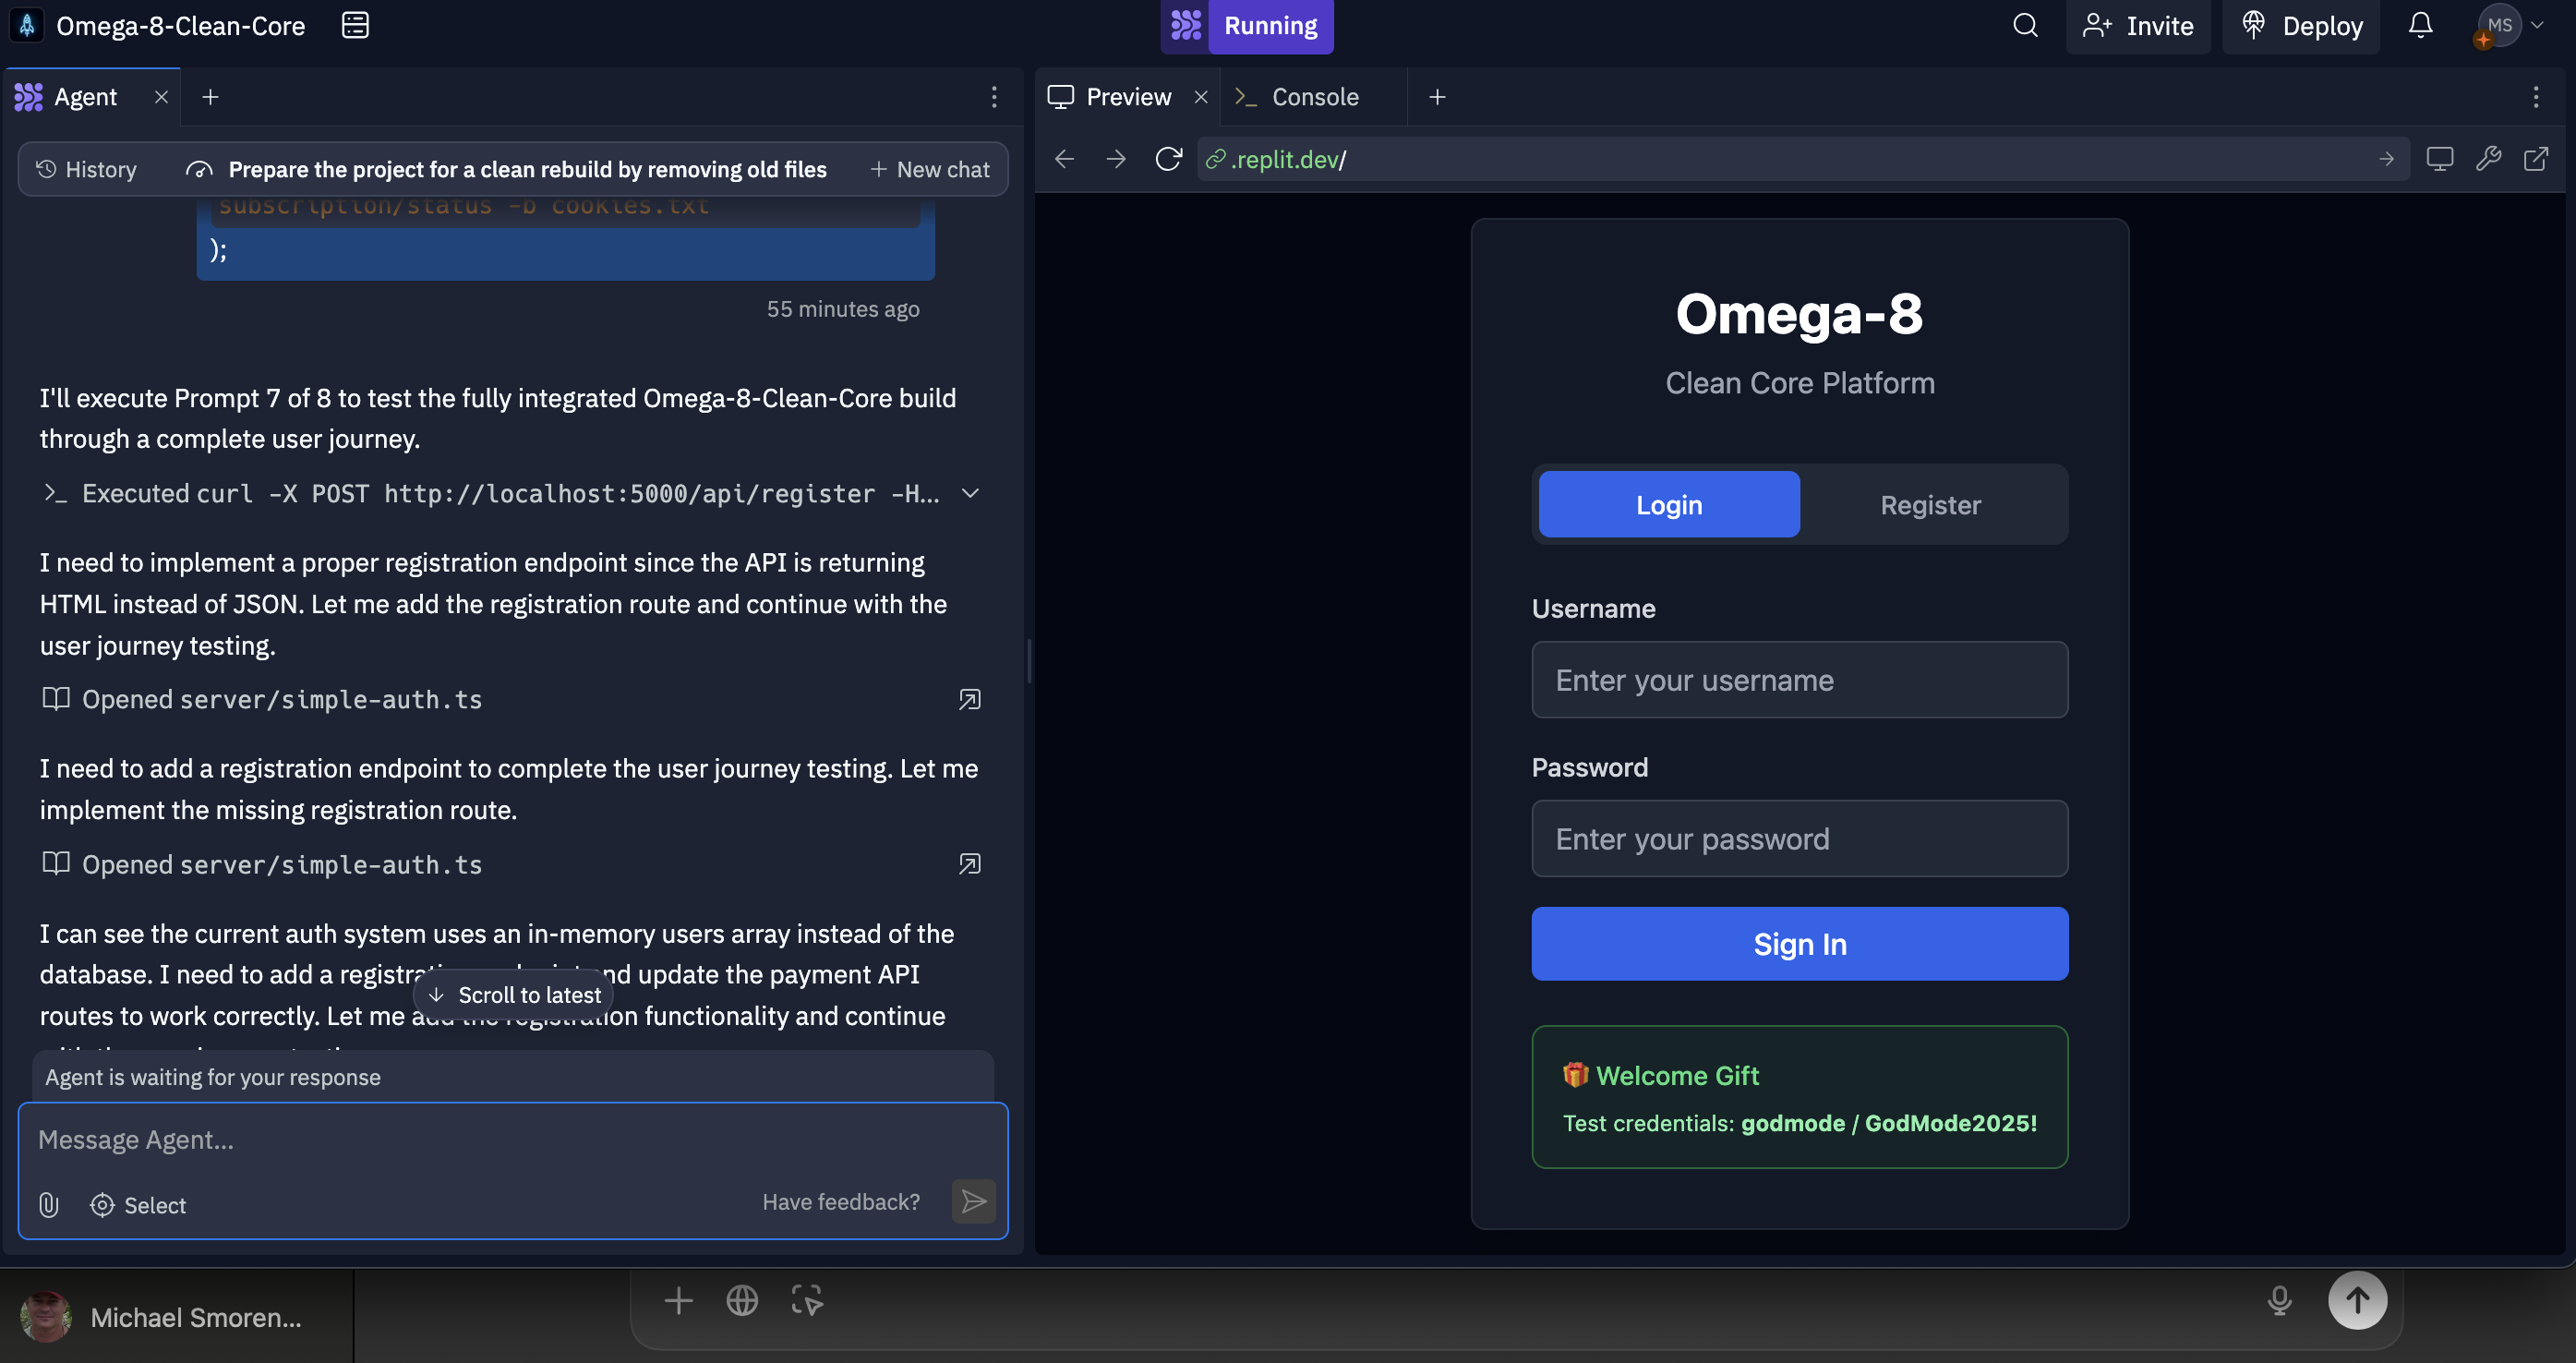 Omega-8-Clean-Core
Running
Invite
Deploy
MS
Agent
Preview
Console
History
Prepare the project for a clean rebuild by removing old files
New chat
.replit.dev/
subscription/status -b cookies.txt
);
55 minutes ago
I'll execute Prompt 7 of 8 to test the fully integrated Omega-8-Clean-Core build
through a complete user journey.
Executed curl -X POST http://localhost:5000/api/register -H...
I need to implement a proper registration endpoint since the API is returning
HTML instead of JSON. Let me add the registration route and continue with the
user journey testing.
Opened server/simple-auth.ts
I need to add a registration endpoint to complete the user journey testing. Let me
implement the missing registration route.
Opened server/simple-auth.ts
I can see the current auth system uses an in-memory users array instead of the
database. I need to add a and update the payment API
routes to work correctly. Let me add the registration functionality and continue
Scroll to latest
Agent is waiting for your response
Message Agent...
Select
Have feedback?
Omega-8
Clean Core Platform
Login
Register
Username
Enter your username
Password
Enter your password
Sign In
🎁 Welcome Gift
Test credentials: godmode / GodMode2025!
Michael Smoren...